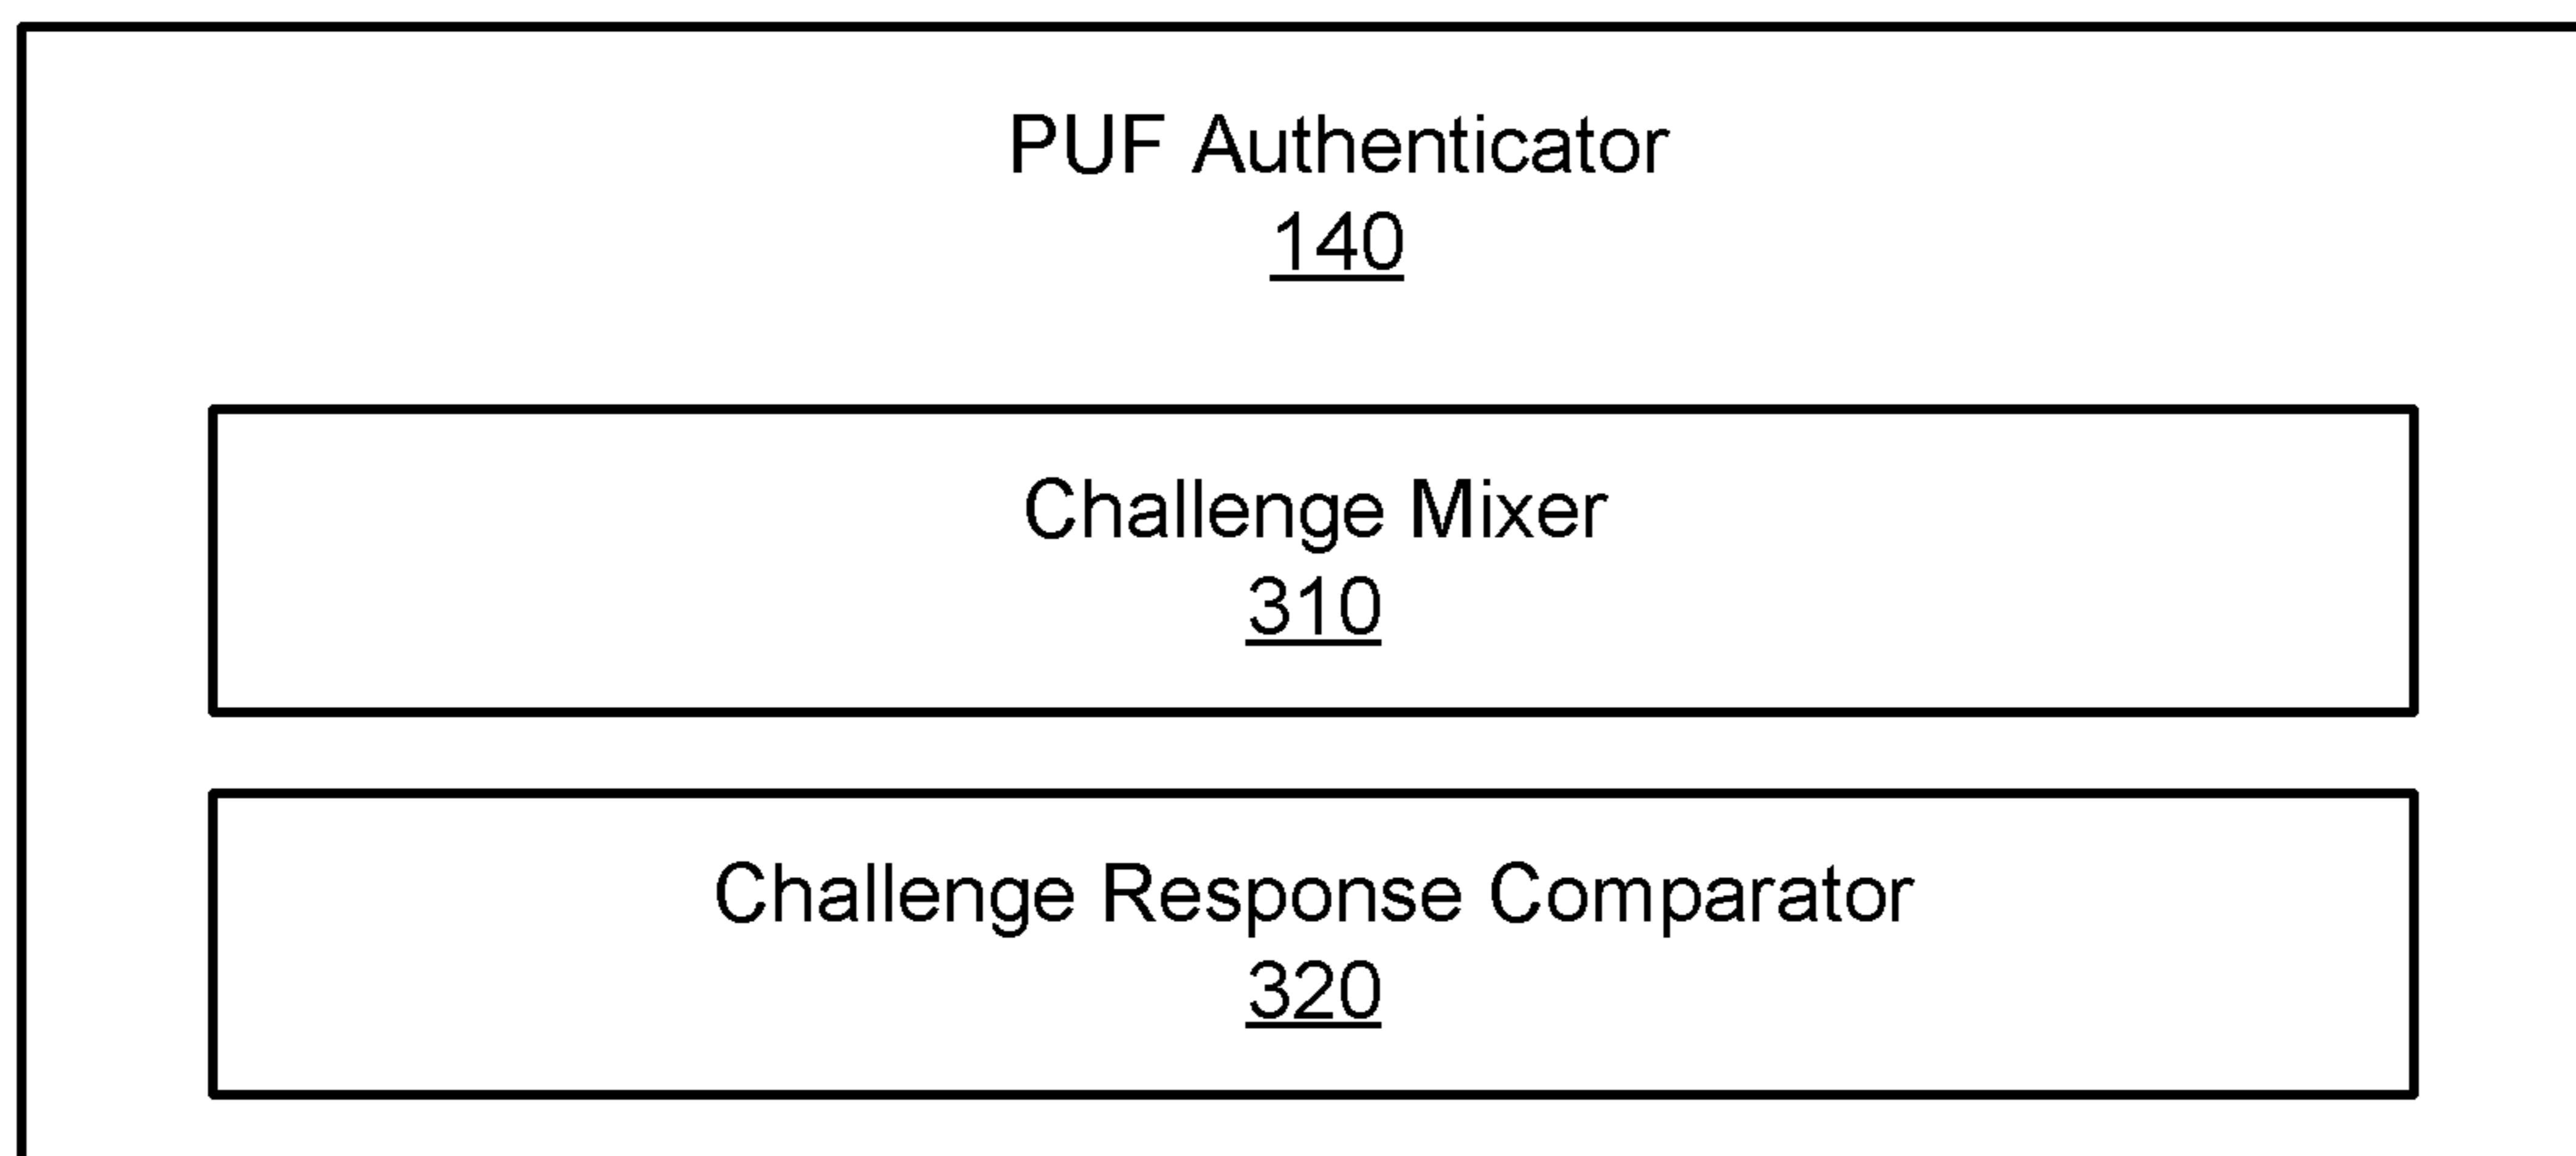 PUF Authenticator
140
Challenge Mixer
310
Challenge Response Comparator
320